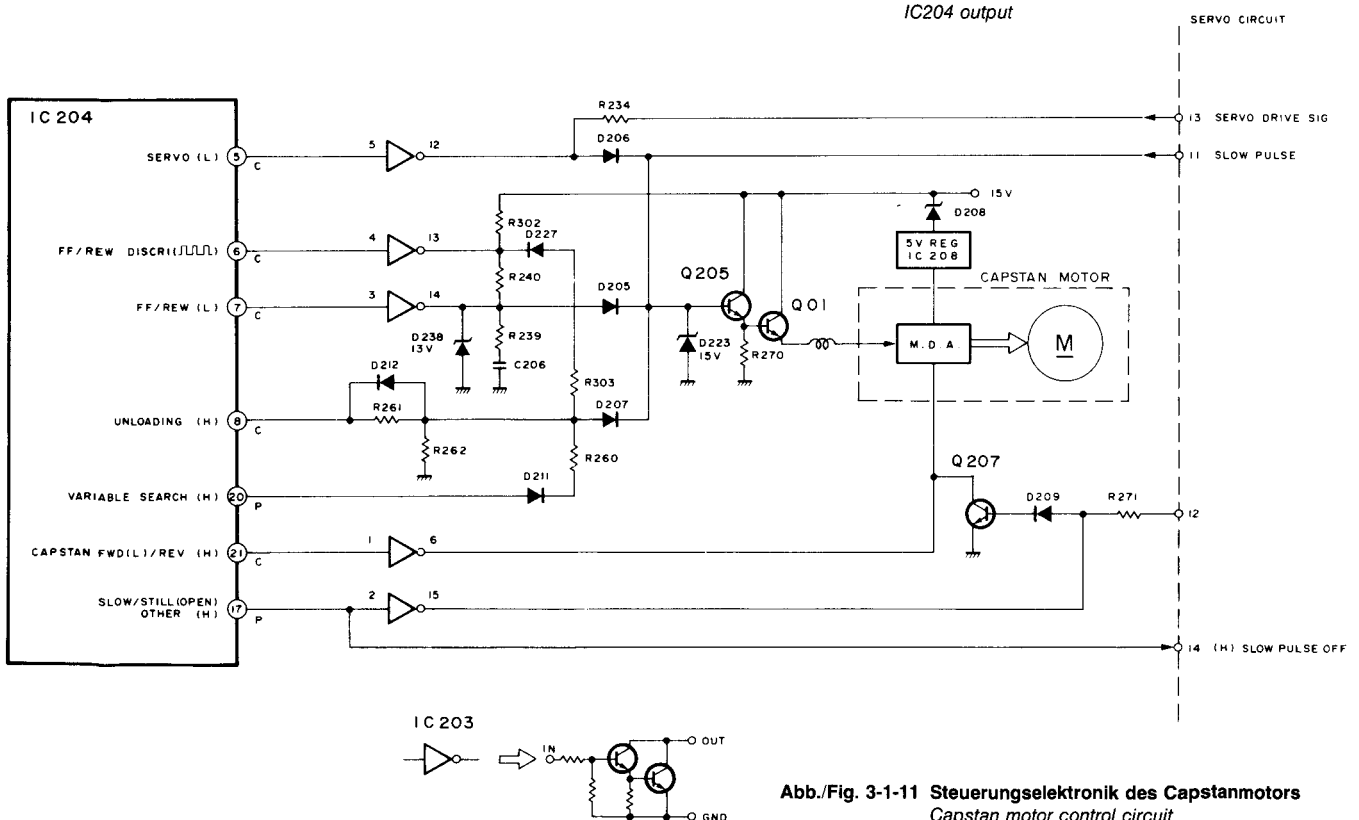 IC204 output
SERVO CIRCUIT
IC 204
R234
13 SERVO DRIVE SIG
D206
SERVO (L) 5 C
5 12
11 SLOW PULSE
15V
D208
R302
D227
5V REG
IC 208
4 13
FF/REW DISCRI( ) 6 C
R240
CAPSTAN MOTOR
Q205
D205
Q01
3 14
FF/REW (L) 7 C
D238
13V
R239
D223
15V
R270
M.D.A.
M
C206
D212
R303
R261
D207
UNLOADING (H) 8 C
R262
R260
Q207
D211
D209
R271
VARIABLE SEARCH (H) 20 P
12
1 6
CAPSTAN FWD(L)/REV (H) 21 C
SLOW/STILL(OPEN)
OTHER (H) 17 P
2 15
14 (H) SLOW PULSE OFF
IC203
IN
OUT
GND
Abb./Fig. 3-1-11 Steuerungselektronik des Capstanmotors
Capstan motor control circuit